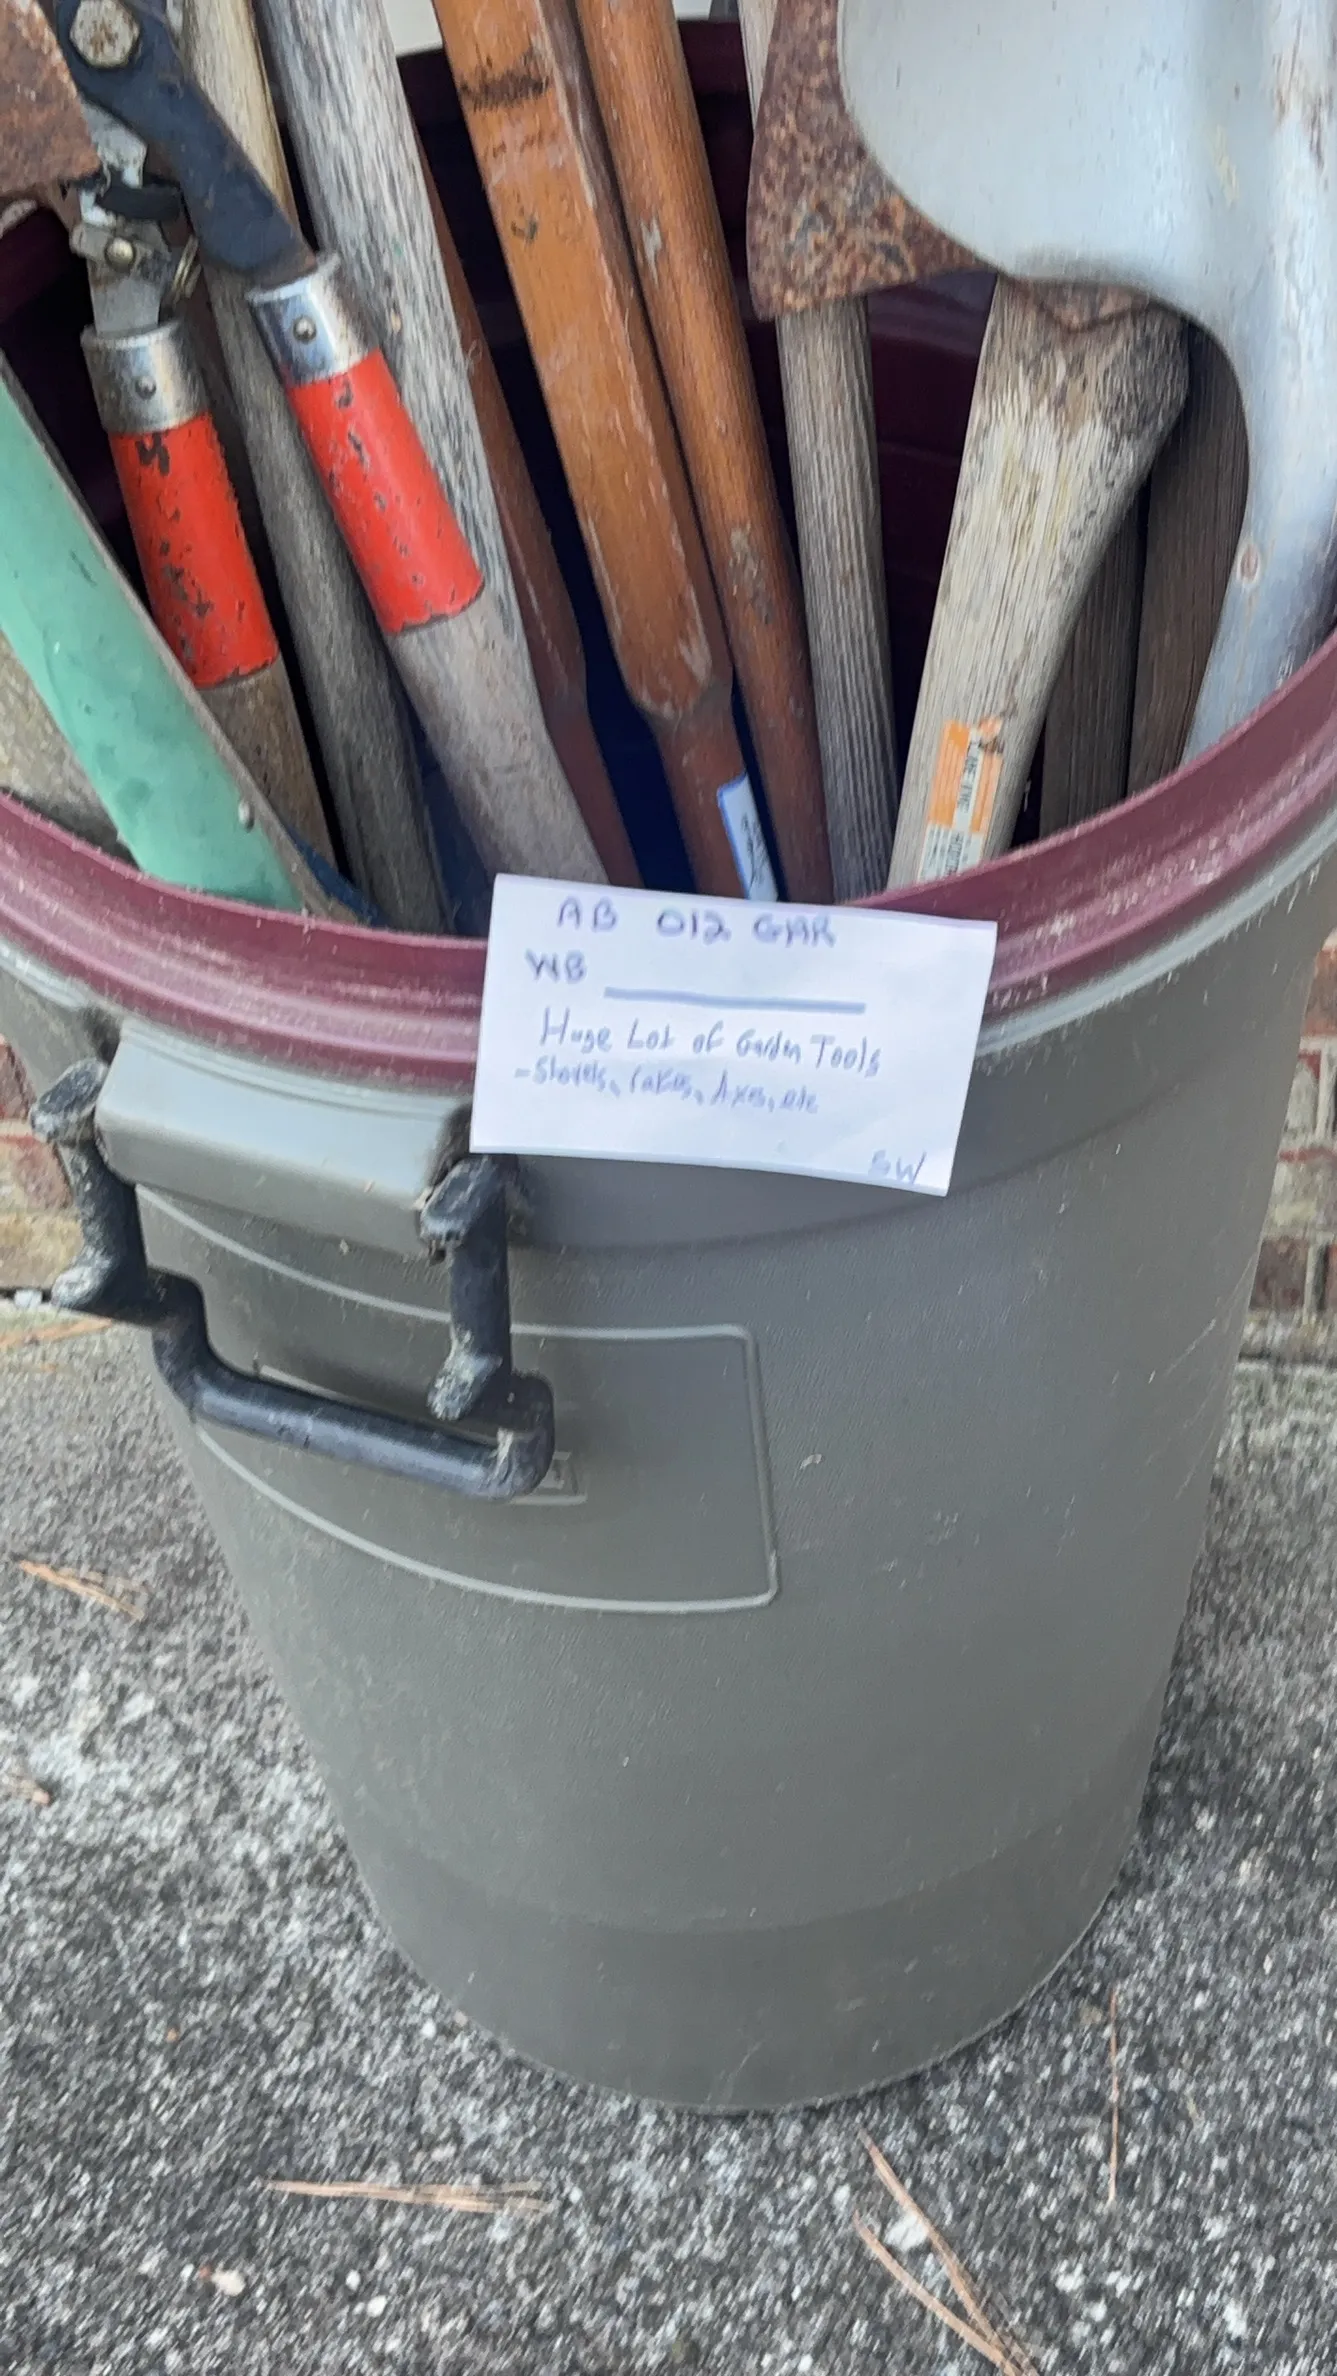 AB 012 GAR
WB
Huge Lot of Garden Tools
- Shovels, rakes, Axes, etc
SW